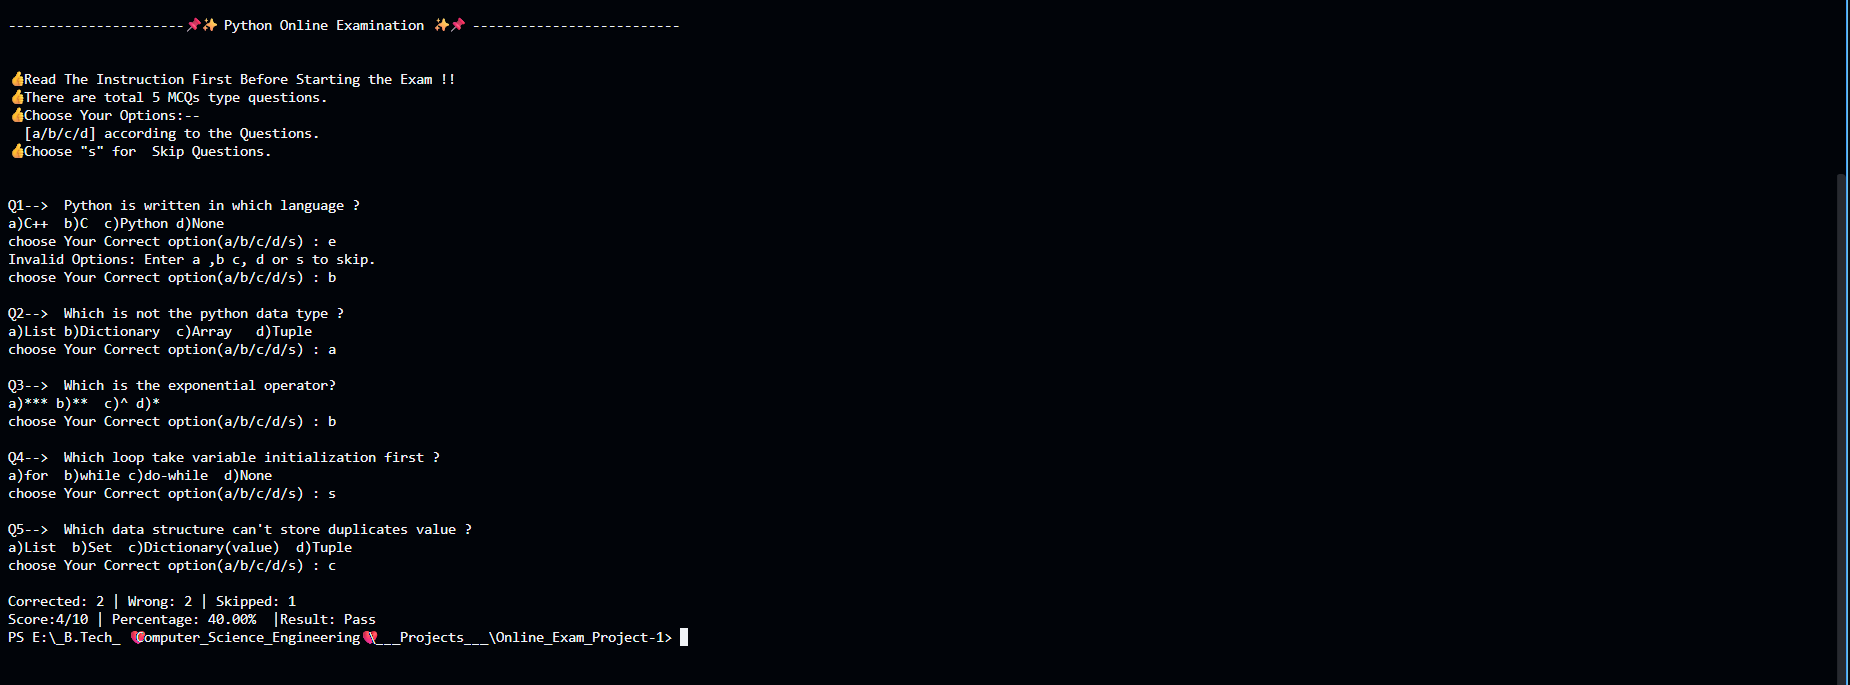 ----------------------📌✨ Python Online Examination ✨📌 --------------------------
👍Read The Instruction First Before Starting the Exam !!
👍There are total 5 MCQs type questions.
👍Choose Your Options:--
[a/b/c/d] according to the Questions.
👍Choose "s" for  Skip Questions.
Q1-->  Python is written in which language ?
a)C++  b)C  c)Python d)None
choose Your Correct option(a/b/c/d/s) : e
Invalid Options: Enter a ,b c, d or s to skip.
choose Your Correct option(a/b/c/d/s) : b
Q2-->  Which is not the python data type ?
a)List b)Dictionary  c)Array   d)Tuple
choose Your Correct option(a/b/c/d/s) : a
Q3-->  Which is the exponential operator?
a)*** b)**  c)^ d)*
choose Your Correct option(a/b/c/d/s) : b
Q4-->  Which loop take variable initialization first ?
a)for  b)while c)do-while  d)None
choose Your Correct option(a/b/c/d/s) : s
Q5-->  Which data structure can't store duplicates value ?
a)List  b)Set  c)Dictionary(value)  d)Tuple
choose Your Correct option(a/b/c/d/s) : c
Corrected: 2 | Wrong: 2 | Skipped: 1
Score:4/10 | Percentage: 40.00%  |Result: Pass
PS E:\_B.Tech_ 💖Computer_Science_Engineering💖\___Projects___\Online_Exam_Project-1>